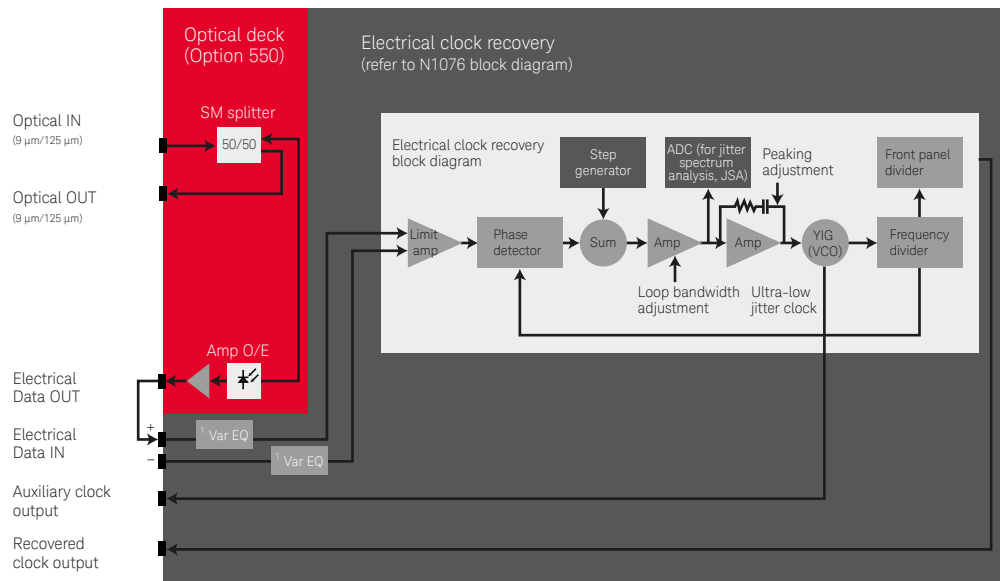 Optical deck
(Option 550)
Electrical clock recovery
(refer to N1076 block diagram)
SM splitter
50/50
Optical IN
(9 µm/125 µm)
Optical OUT
(9 µm/125 µm)
Electrical clock recovery
block diagram
Step
generator
ADC (for jitter
spectrum
analysis, JSA)
Peaking
adjustment
Front panel
divider
Limit
amp
Phase
detector
Sum
Amp
Amp
YIG
(VCO)
Frequency
divider
Loop bandwidth
adjustment
Ultra-low
jitter clock
Amp O/E
Electrical
Data OUT
Electrical
Data IN
+
–
1 Var EQ
1 Var EQ
Auxiliary clock
output
Recovered
clock output